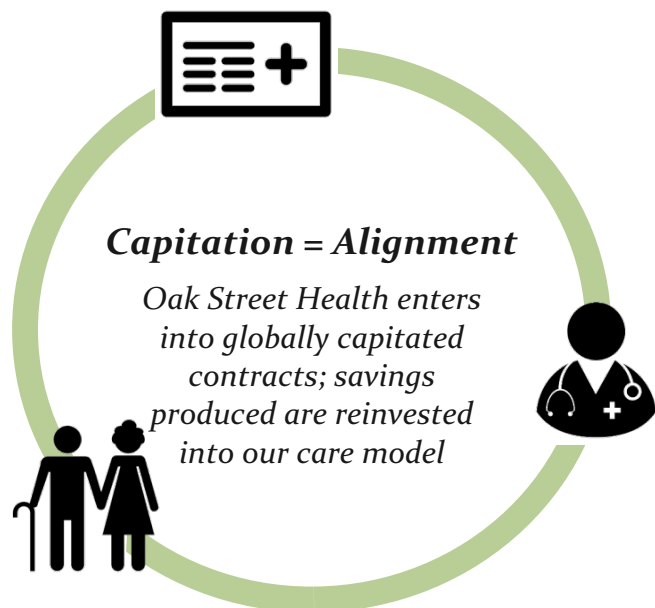 Capitation = Alignment
Oak Street Health enters
into globally capitated
contracts; savings
produced are reinvested
into our care model